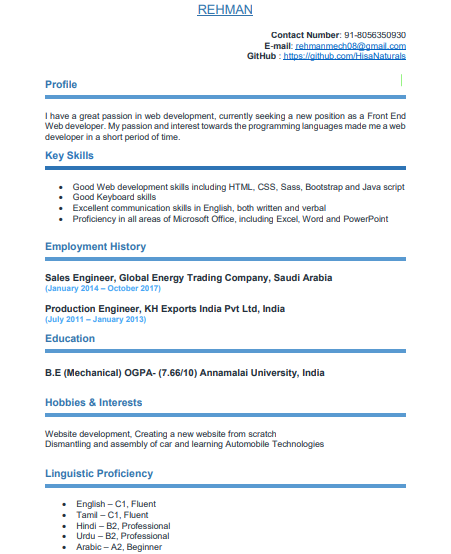 REHMAN
Contact Number: 91-8056350930
E-mail: rehmanmech08@gmail.com
GitHub : https://github.com/HisaNaturals
Profile
I have a great passion in web development, currently seeking a new position as a Front End
Web developer. My passion and interest towards the programming languages made me a web
developer in a short period of time.
Key Skills
• Good Web development skills including HTML, CSS, Sass, Bootstrap and Java script
• Good Keyboard skills
• Excellent communication skills in English, both written and verbal
• Proficiency in all areas of Microsoft Office, including Excel, Word and PowerPoint
Employment History
Sales Engineer, Global Energy Trading Company, Saudi Arabia
(January 2014 – October 2017)
Production Engineer, KH Exports India Pvt Ltd, India
(July 2011 – January 2013)
Education
B.E (Mechanical) OGPA- (7.66/10) Annamalai University, India
Hobbies & Interests
Website development, Creating a new website from scratch
Dismantling and assembly of car and learning Automobile Technologies
Linguistic Proficiency
• English – C1, Fluent
• Tamil – C1, Fluent
• Hindi – B2, Professional
• Urdu – B2, Professional
• Arabic – A2, Beginner